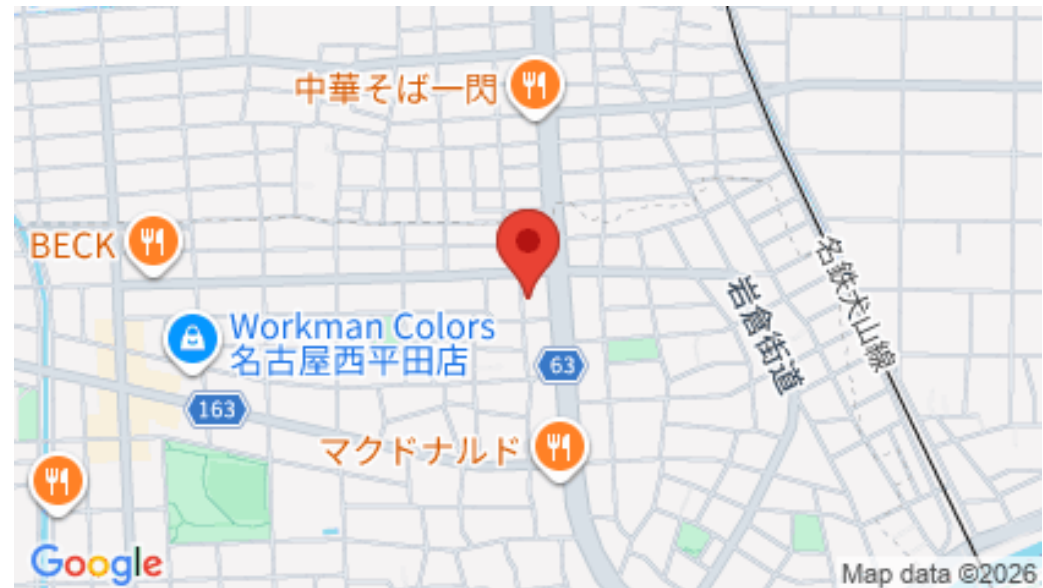 中華そば一閃
BECK
Workman Colors
名古屋西平田店
163
63
岩倉街道
名鉄犬山線
マクドナルド
Google
Map data ©2026